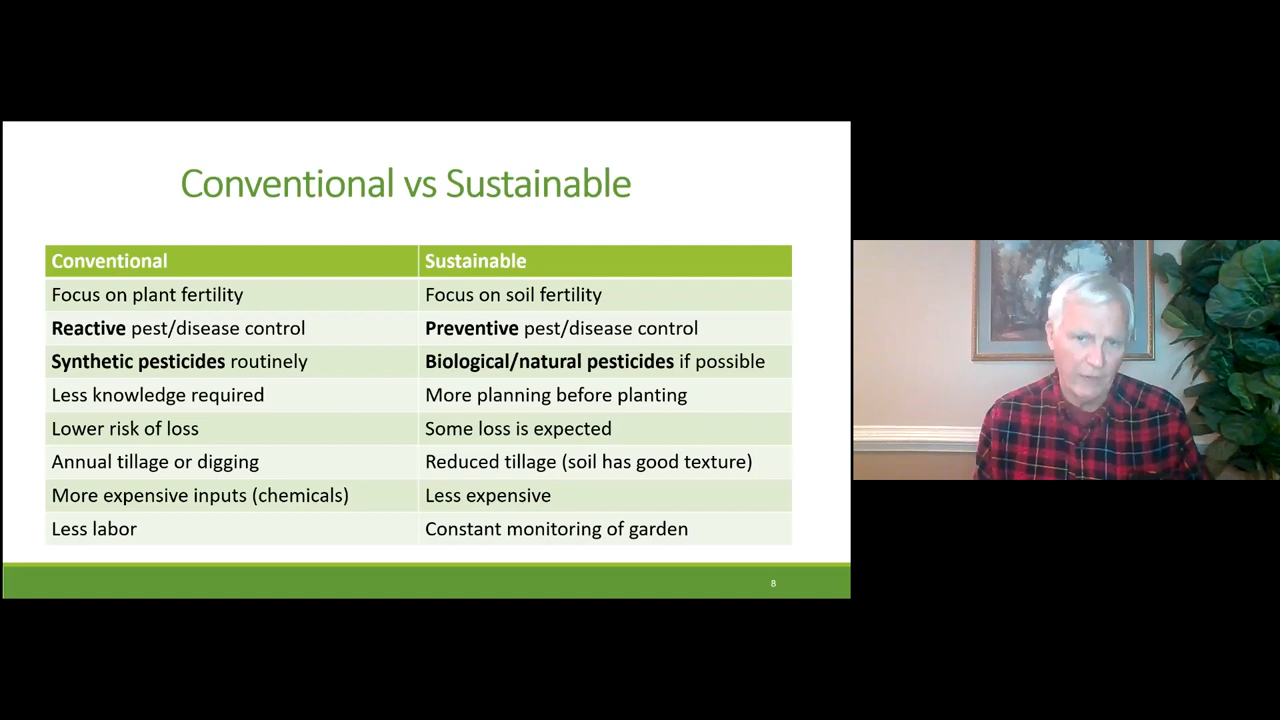 Conventional vs Sustainable
Conventional Sustainable
Focus on plant fertility Focus on soil fertility
Reactive pest/disease control Preventive pest/disease control
Synthetic pesticides routinely Biological/natural pesticides if possible
Less knowledge required More planning before planting
Lower risk of loss Some loss is expected
Annual tillage or digging Reduced tillage (soil has good texture)
More expensive inputs (chemicals) Less expensive
Less labor Constant monitoring of garden
8